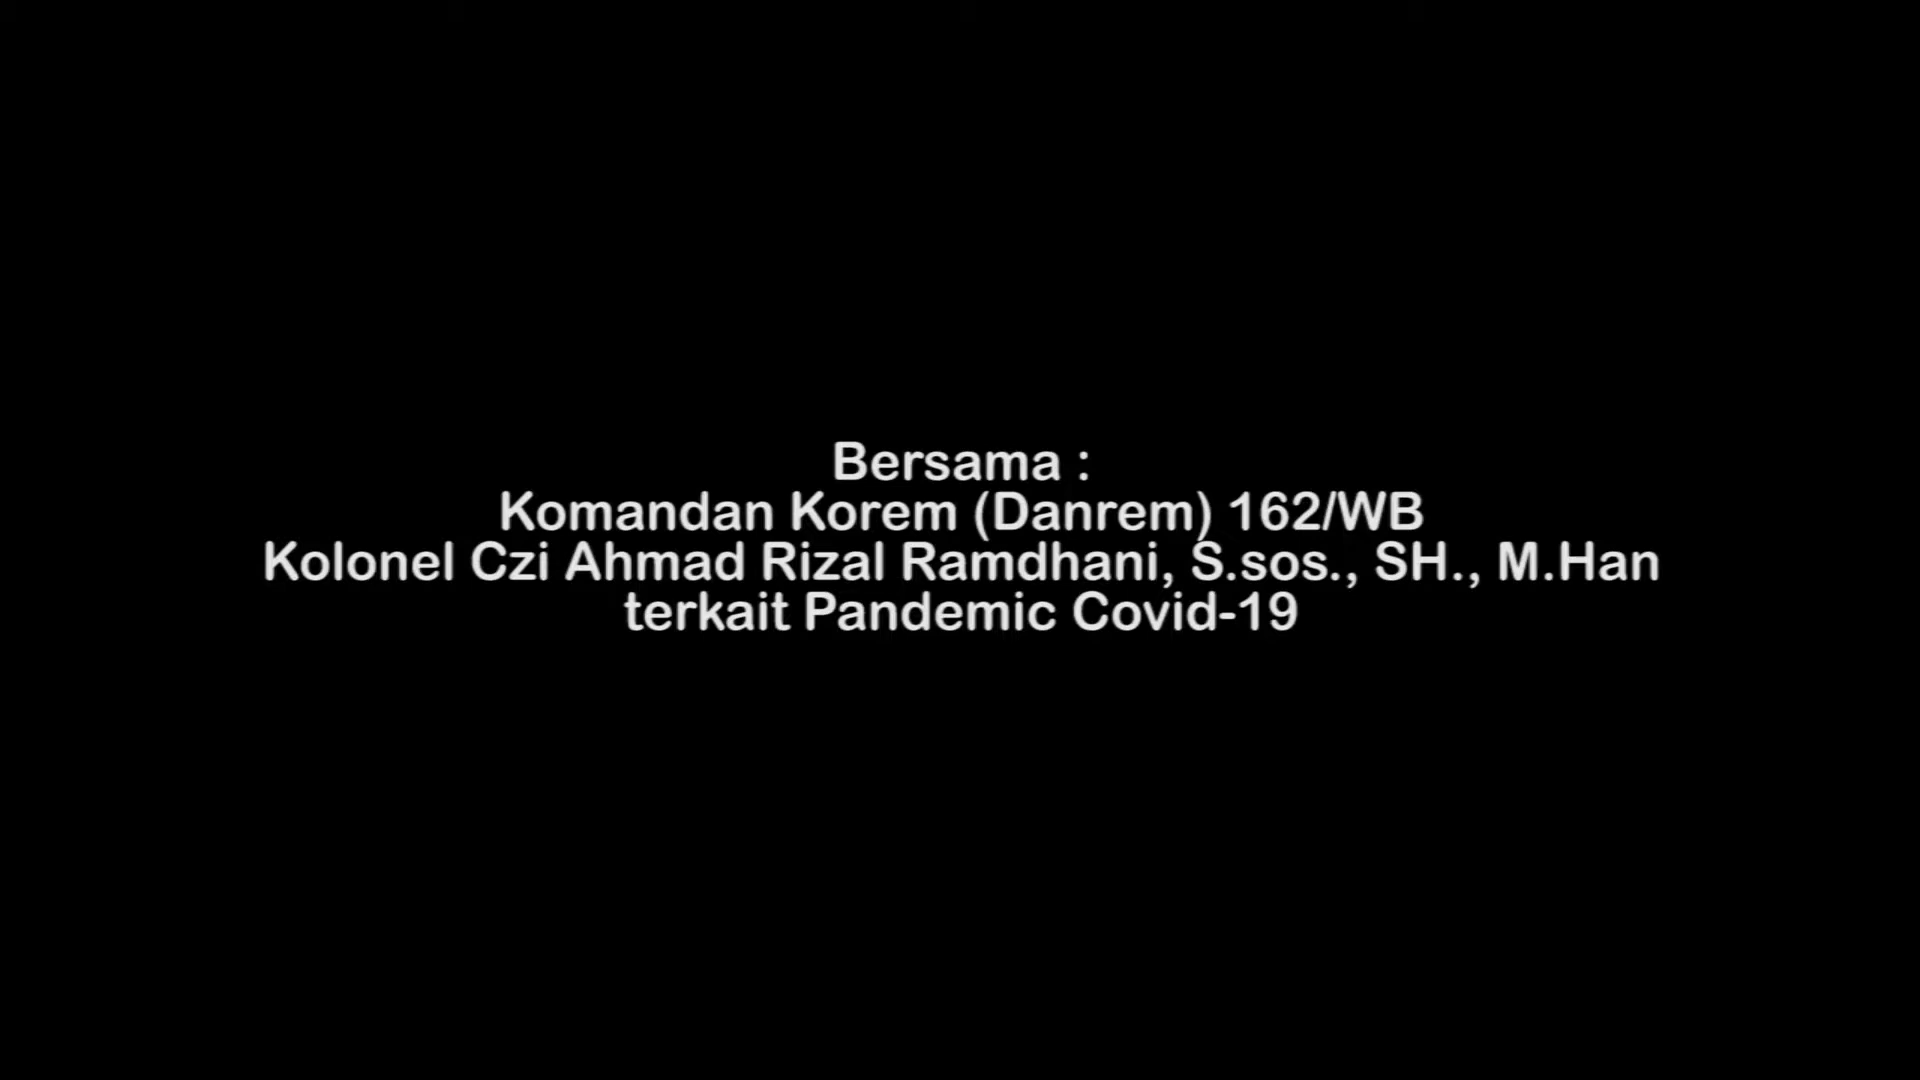 Bersama :
Komandan Korem (Danrem) 162/WB
Kolonel Czi Ahmad Rizal Ramdhani, S.sos., SH., M.Han
terkait Pandemic Covid-19